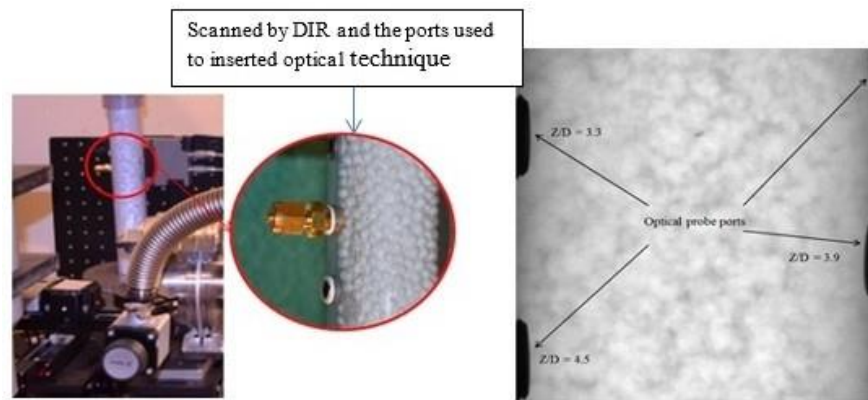 Scanned by DIR and the ports used
to inserted optical technique
Z/D = 3.3
Optical probe ports
Z/D = 3.9
Z/D = 4.5